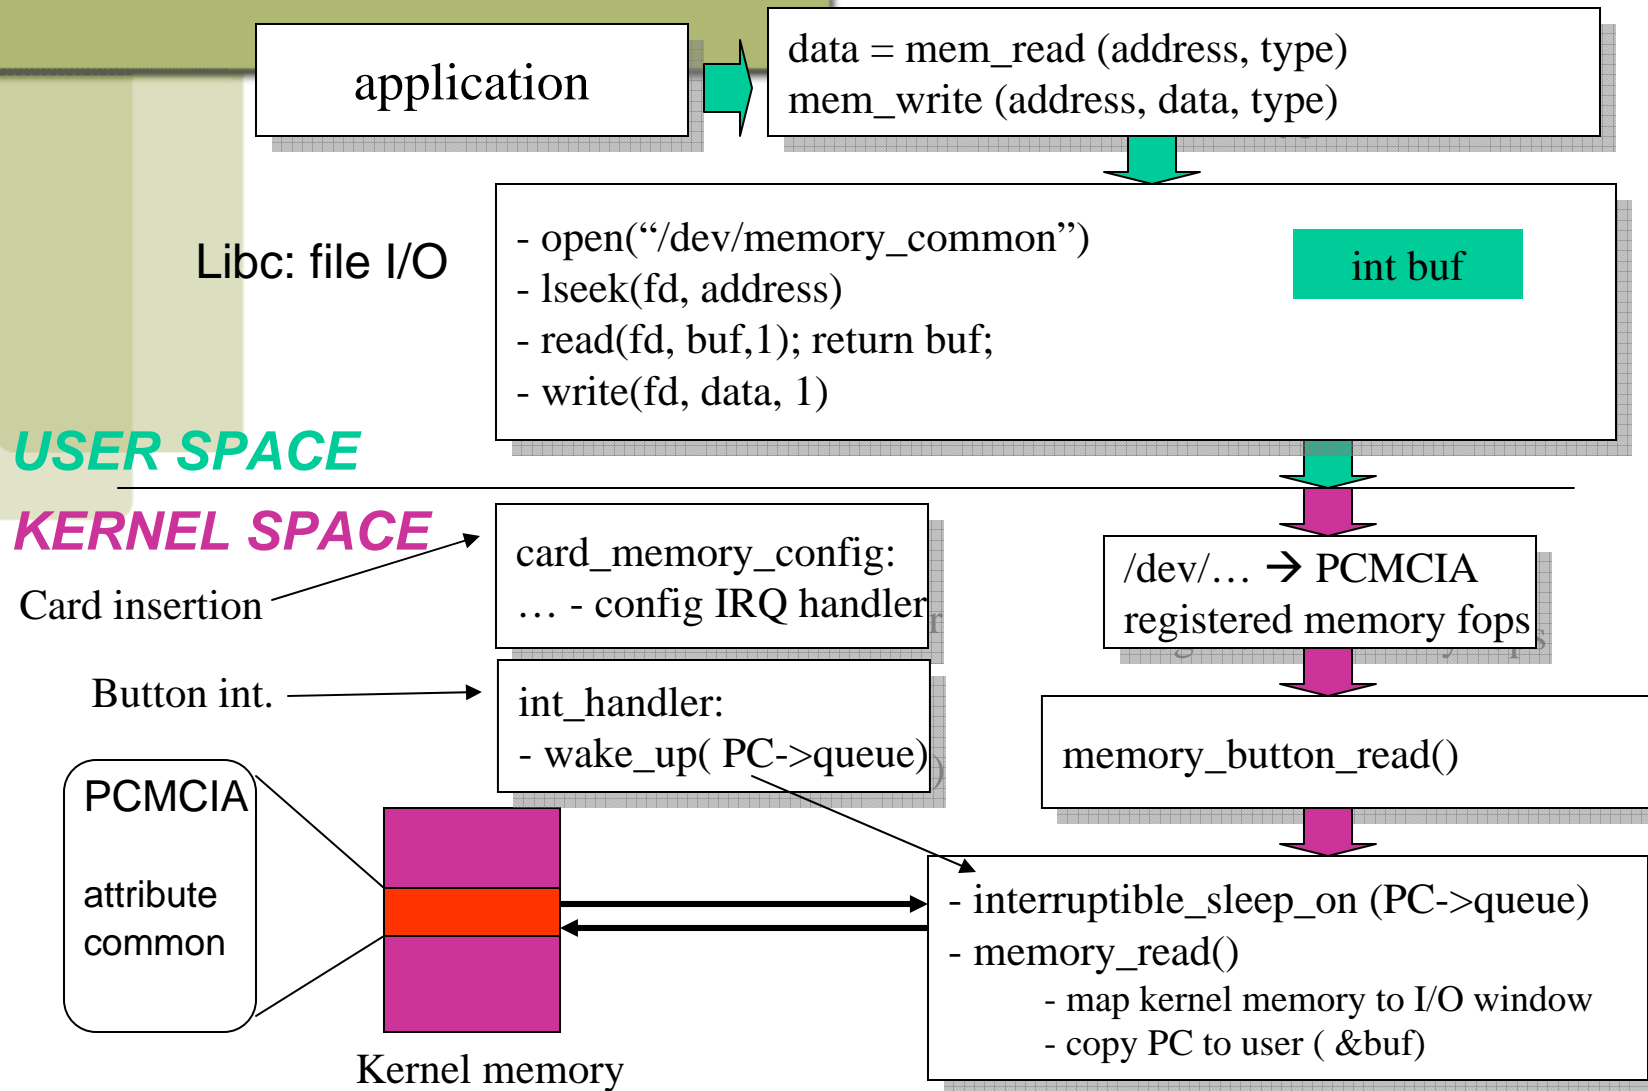 application
data = mem_read (address, type)
mem_write (address, data, type)
Libc: file I/O
- open(“/dev/memory_common”)
- lseek(fd, address)
- read(fd, buf,1); return buf;
- write(fd, data, 1)
int buf
USER SPACE
KERNEL SPACE
Card insertion
card_memory_config:
… - config IRQ handler
/dev/… → PCMCIA
registered memory fops
Button int.
int_handler:
- wake_up( PC->queue)
memory_button_read()
PCMCIA
attribute
common
- interruptible_sleep_on (PC->queue)
- memory_read()
- map kernel memory to I/O window
- copy PC to user ( &buf)
Kernel memory